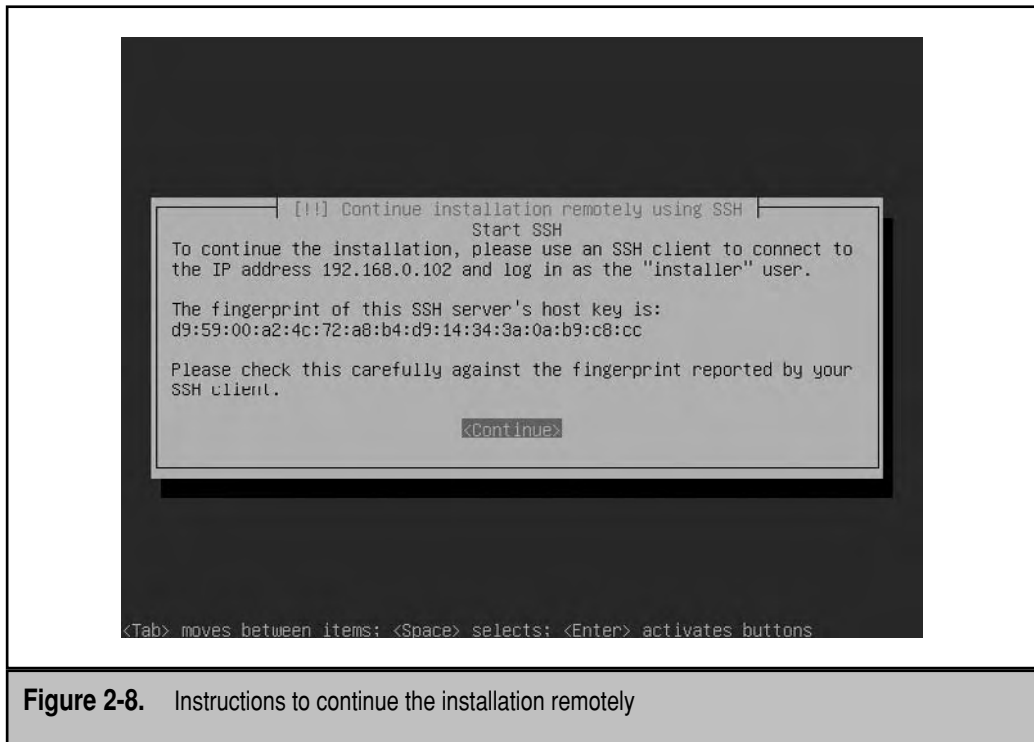 [!!] Continue installation remotely using SSH
Start SSH
To continue the installation, please use an SSH client to connect to
the IP address 192.168.0.102 and log in as the "installer" user.
The fingerprint of this SSH server's host key is:
d9:59:00:a2:4c:72:a8:b4:d9:14:34:3a:0a:b9:c8:cc
Please check this carefully against the fingerprint reported by your
SSH client.
<Continue>
<Tab> moves between items; <Space> selects; <Enter> activates buttons
Figure 2-8. Instructions to continue the installation remotely